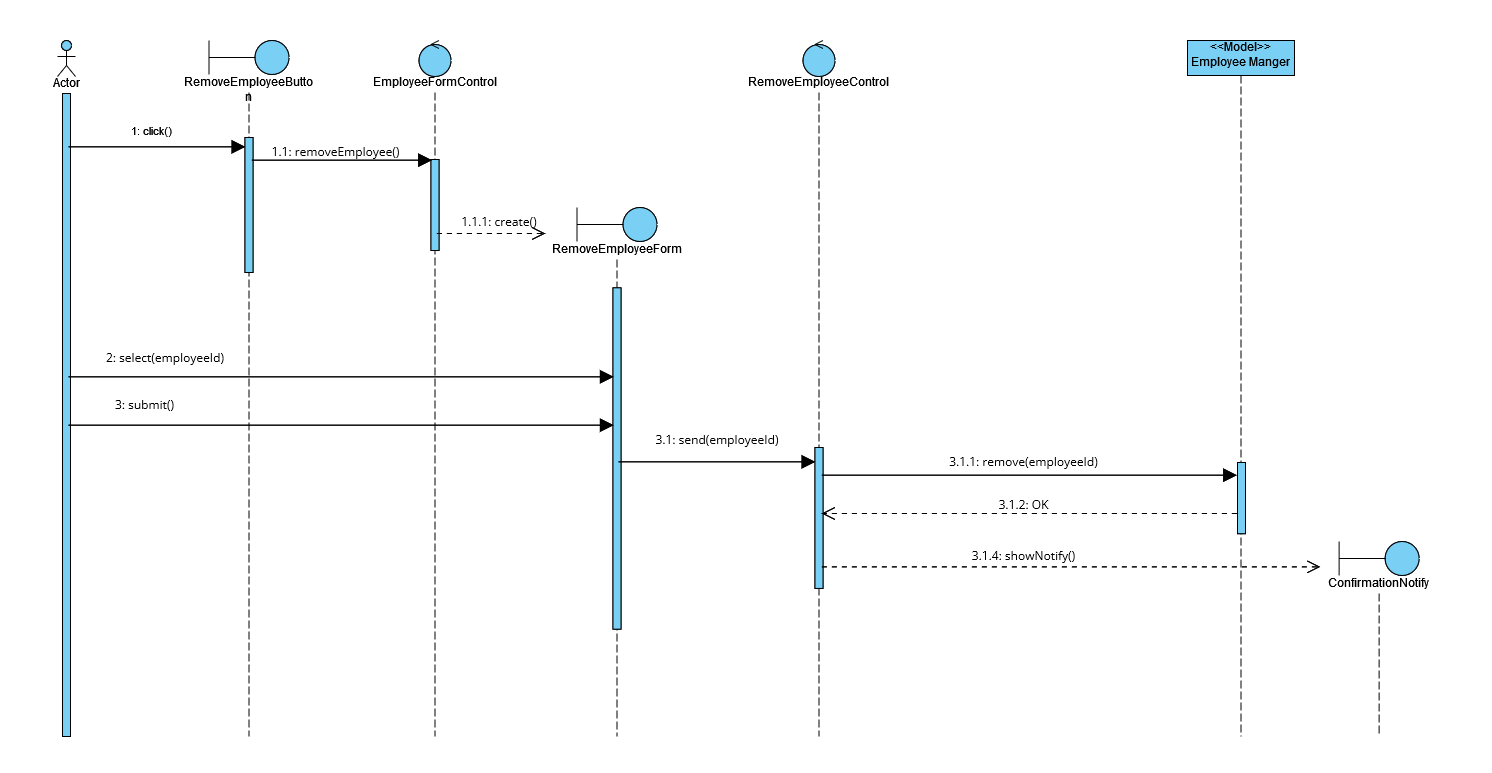 Actor
RemoveEmployeeButto
n
EmployeeFormControl
RemoveEmployeeControl
<<Model>>
Employee Manger
1: click()
1.1: removeEmployee()
1.1.1: create()
RemoveEmployeeForm
2: select(employeeId)
3: submit()
3.1: send(employeeId)
3.1.1: remove(employeeId)
3.1.2: OK
3.1.4: showNotify()
ConfirmationNotify